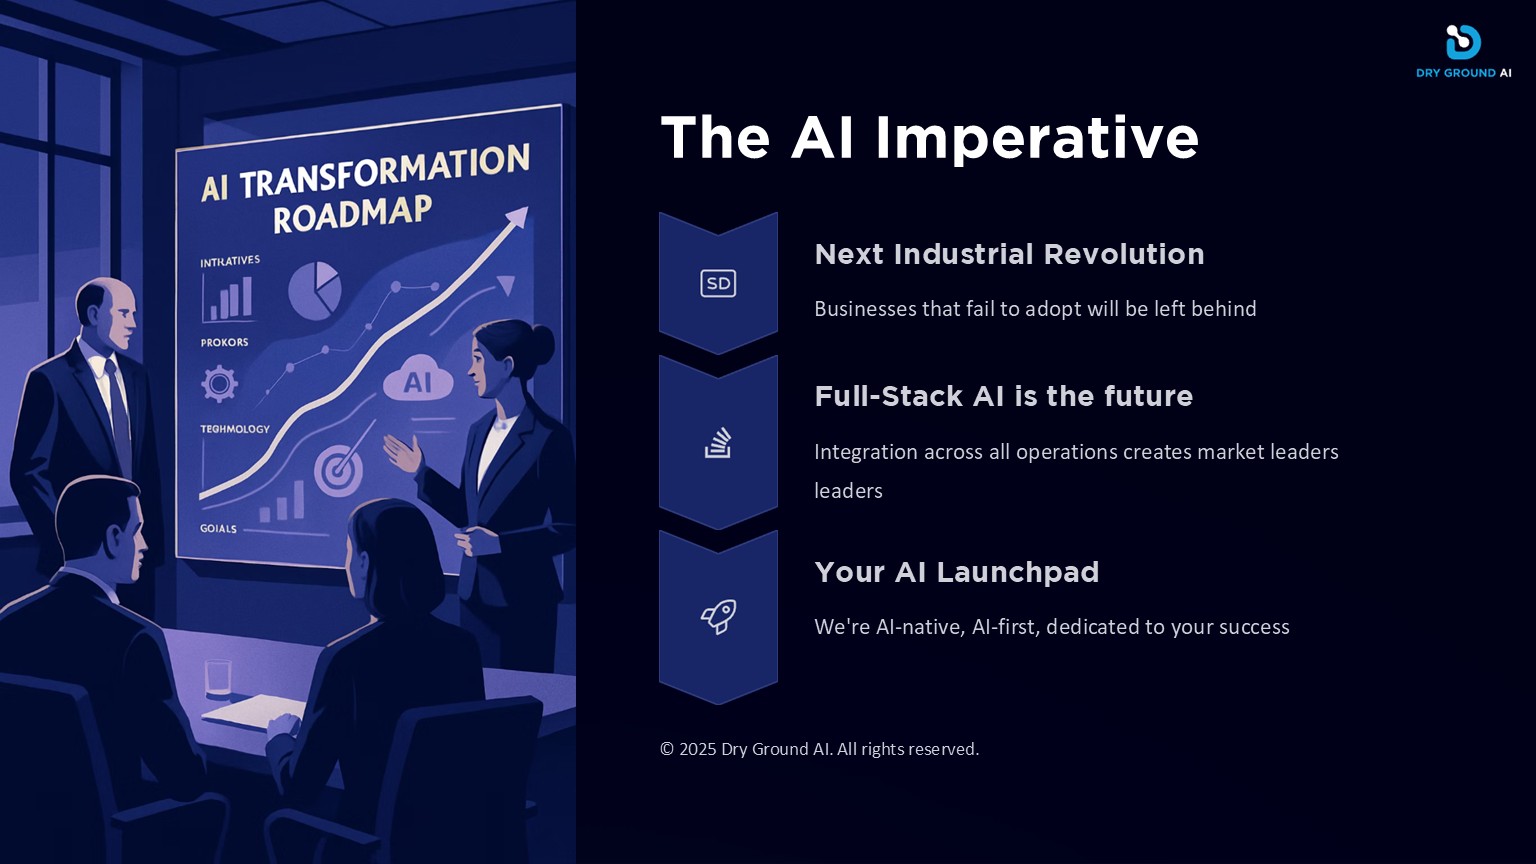 DRY GROUND AI
The AI Imperative
AI TRANSFORMATION
ROADMAP
INITIATIVES
PROKORS
AI
TEGHMOLOGY
GOIALS
SD
Next Industrial Revolution
Businesses that fail to adopt will be left behind
Full-Stack AI is the future
Integration across all operations creates market leaders
leaders
Your AI Launchpad
We're AI-native, AI-first, dedicated to your success
© 2025 Dry Ground AI. All rights reserved.